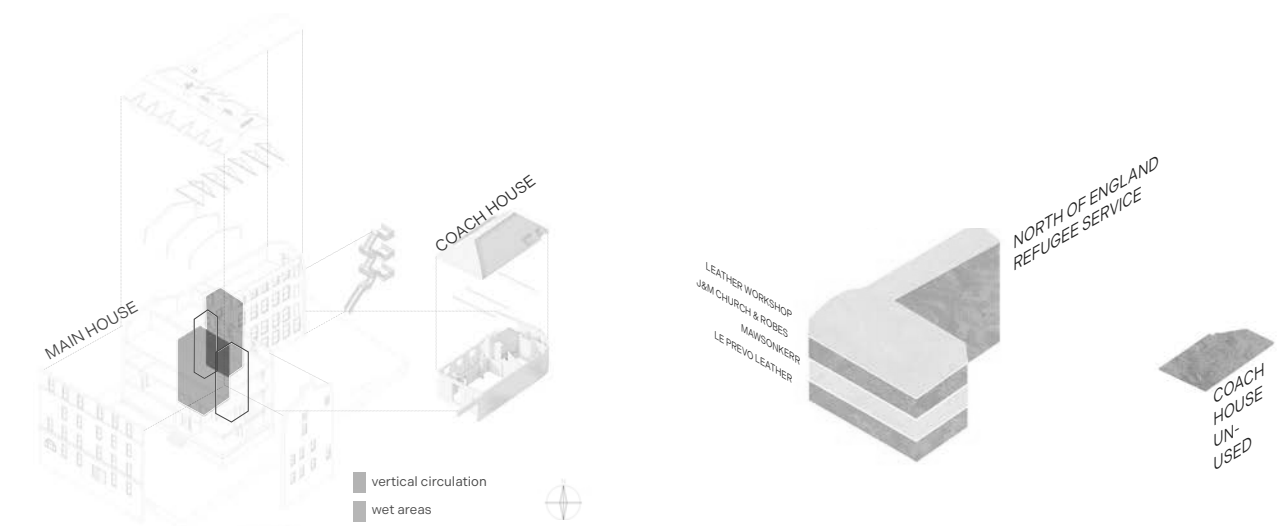 MAIN HOUSE
COACH HOUSE
vertical circulation
wet areas
LEATHER WORKSHOP
J&M CHURCH & ROBES
MAWSONKERR
LE PREVO LEATHER
NORTH OF ENGLAND
REFUGEE SERVICE
COACH
HOUSE
UN-
USED